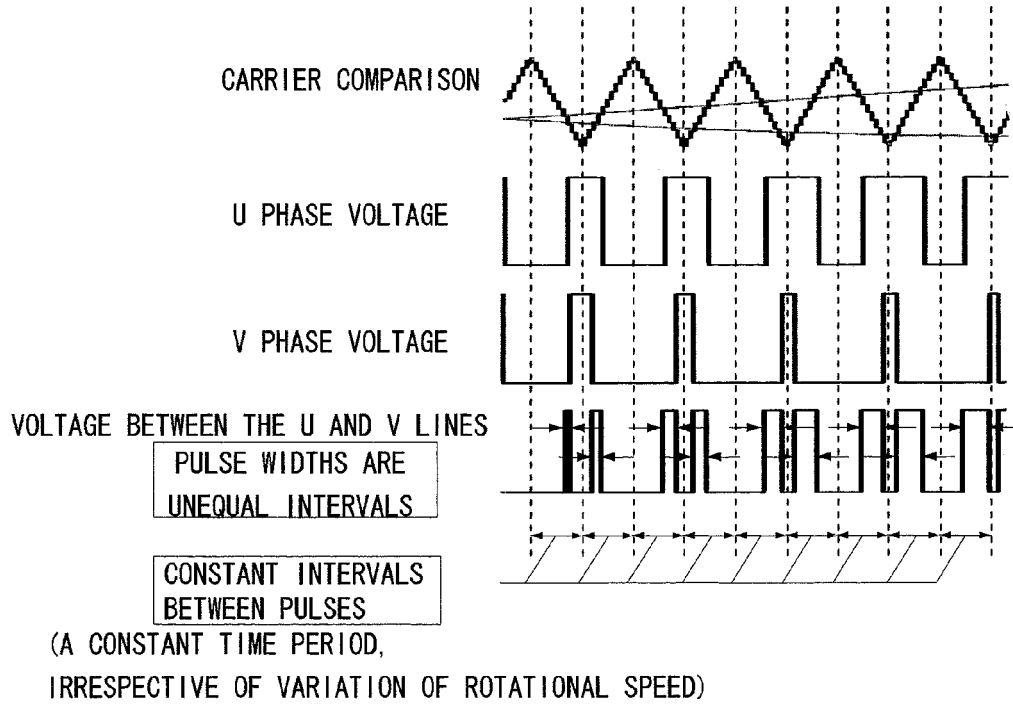 CARRIER COMPARISON
U PHASE VOLTAGE
V PHASE VOLTAGE
VOLTAGE BETWEEN THE U AND V LINES
PULSE WIDTHS ARE
UNEQUAL INTERVALS
CONSTANT INTERVALS
BETWEEN PULSES
(A CONSTANT TIME PERIOD,
IRRESPECTIVE OF VARIATION OF ROTATIONAL SPEED)